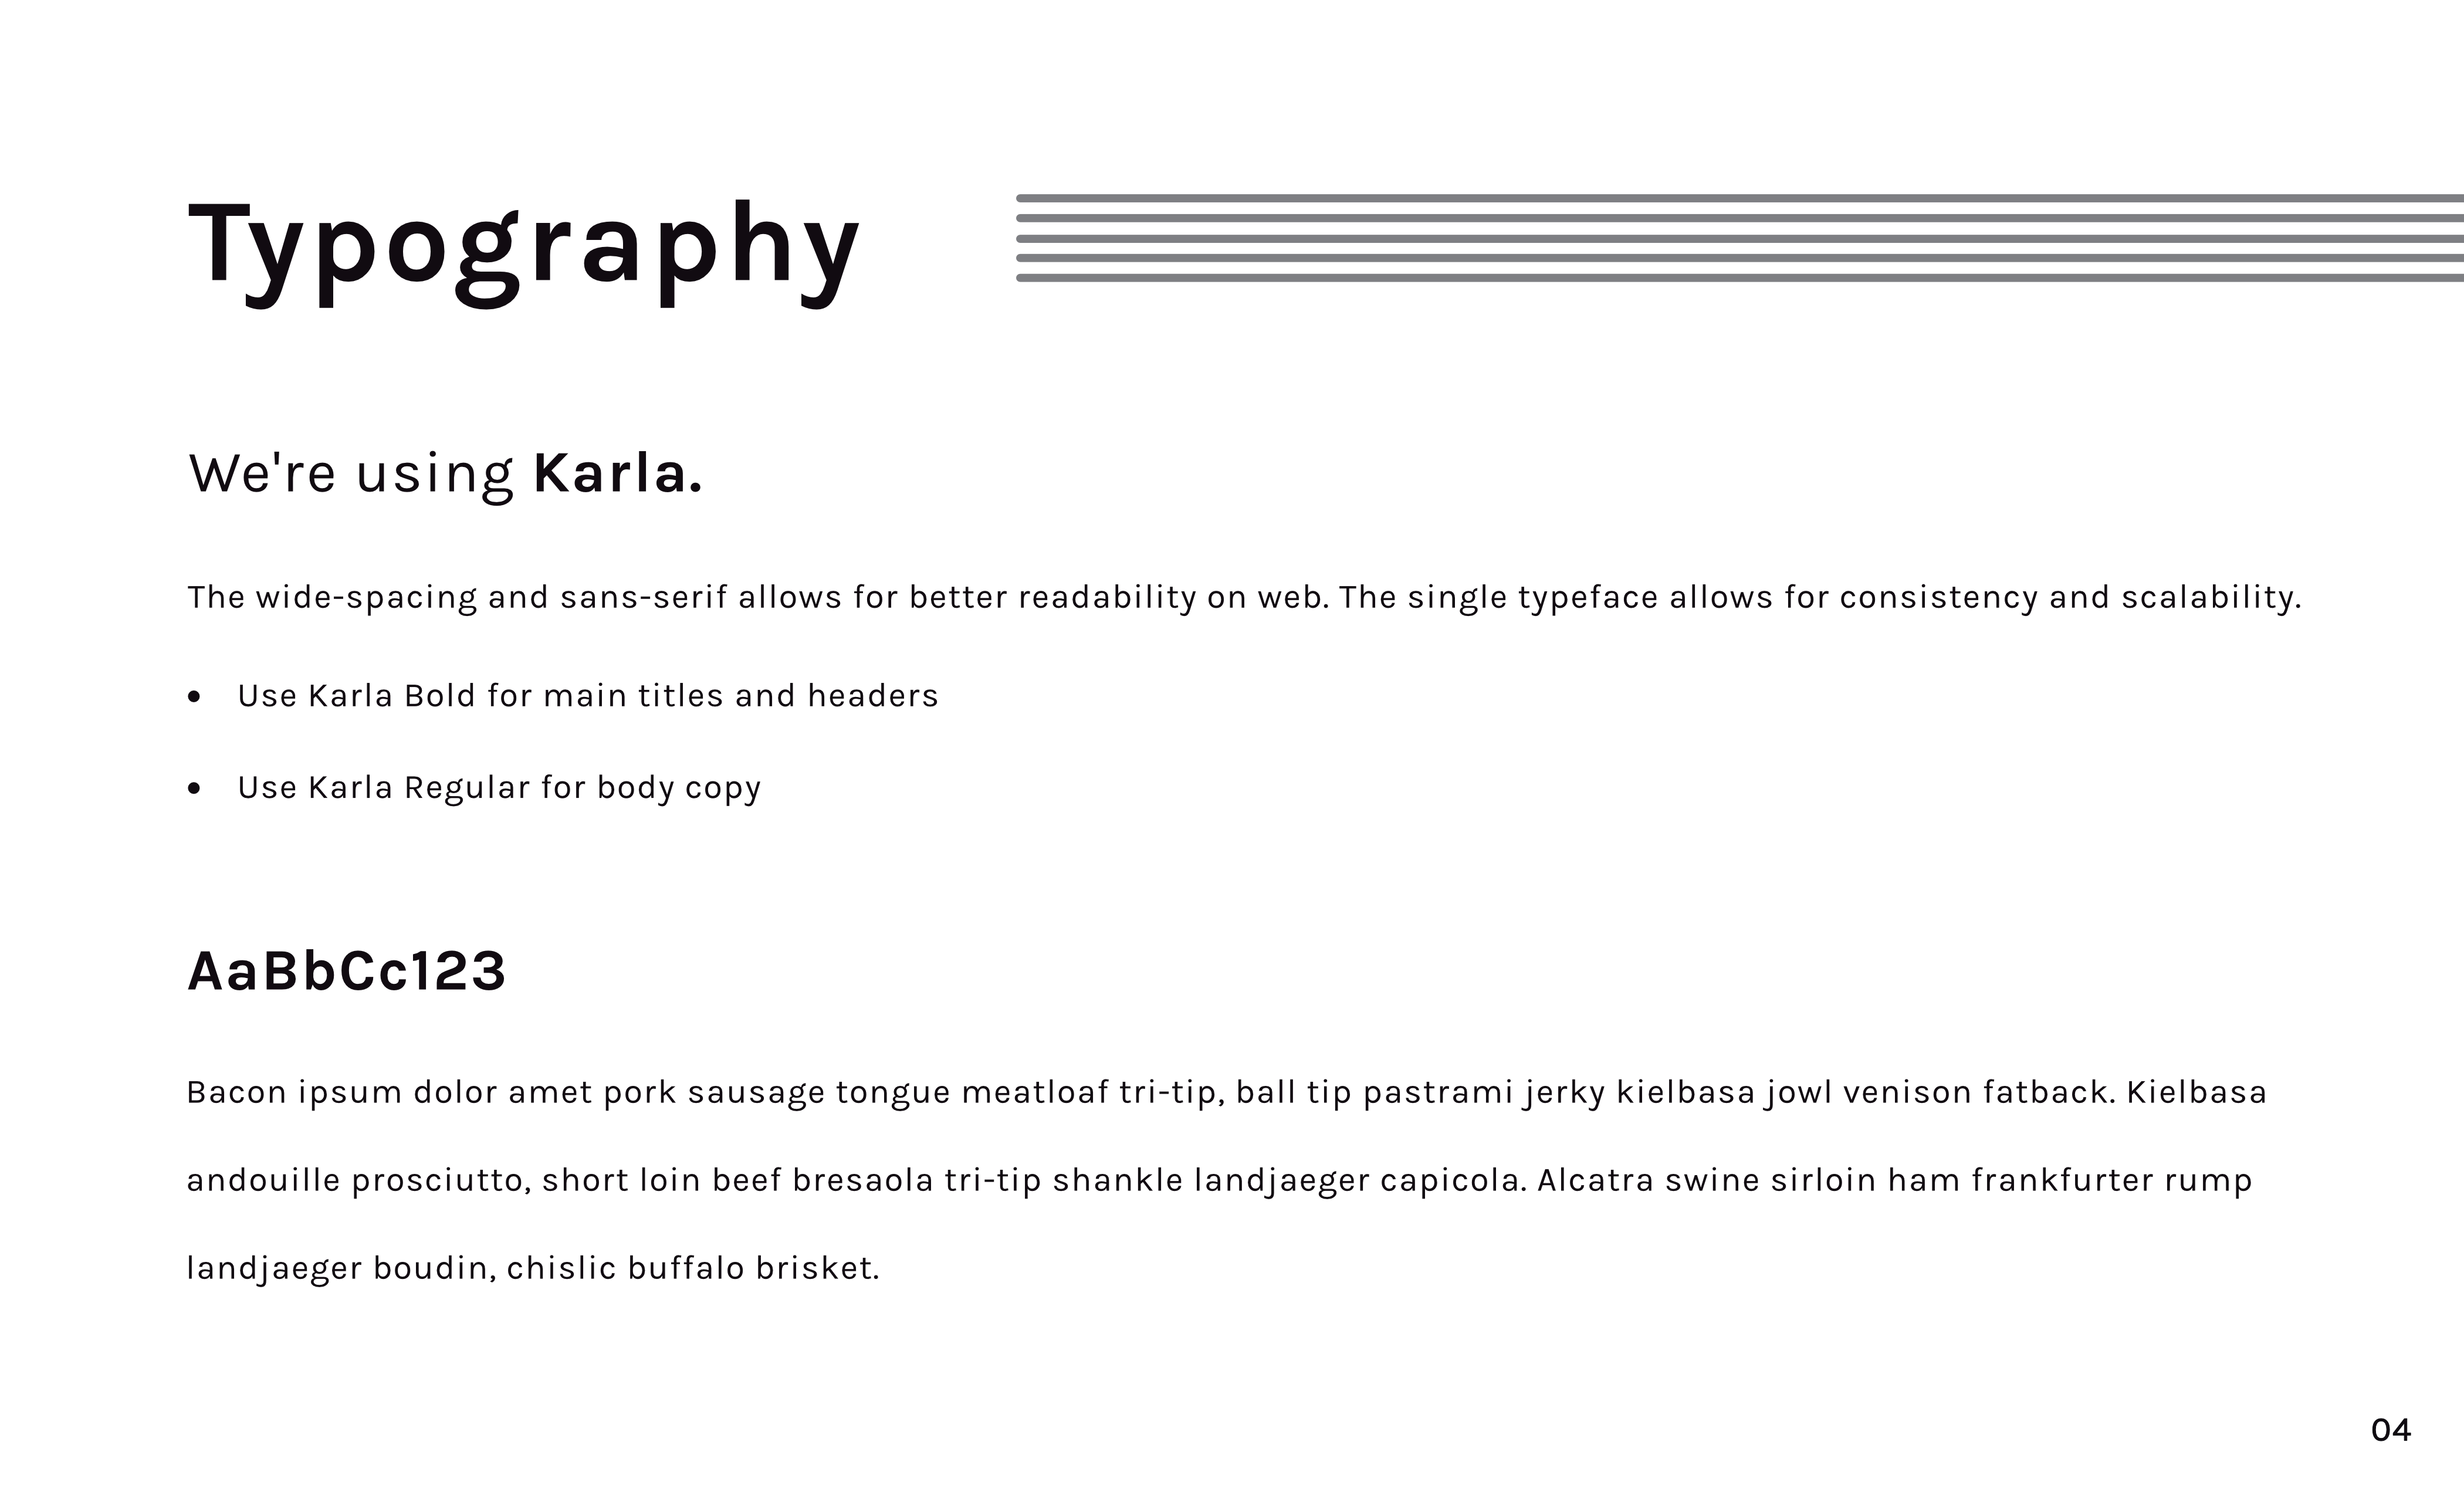 Typography
We're using Karla.
The wide-spacing and sans-serif allows for better readability on web. The single typeface allows for consistency and scalability.
• Use Karla Bold for main titles and headers
• Use Karla Regular for body copy
AaBbCc123
Bacon ipsum dolor amet pork sausage tongue meatloaf tri-tip, ball tip pastrami jerky kielbasa jowl venison fatback. Kielbasa
andouille prosciutto, short loin beef bresaola tri-tip shankle landjaeger capicola. Alcatra swine sirloin ham frankfurter rump
landjaeger boudin, chislic buffalo brisket.
04